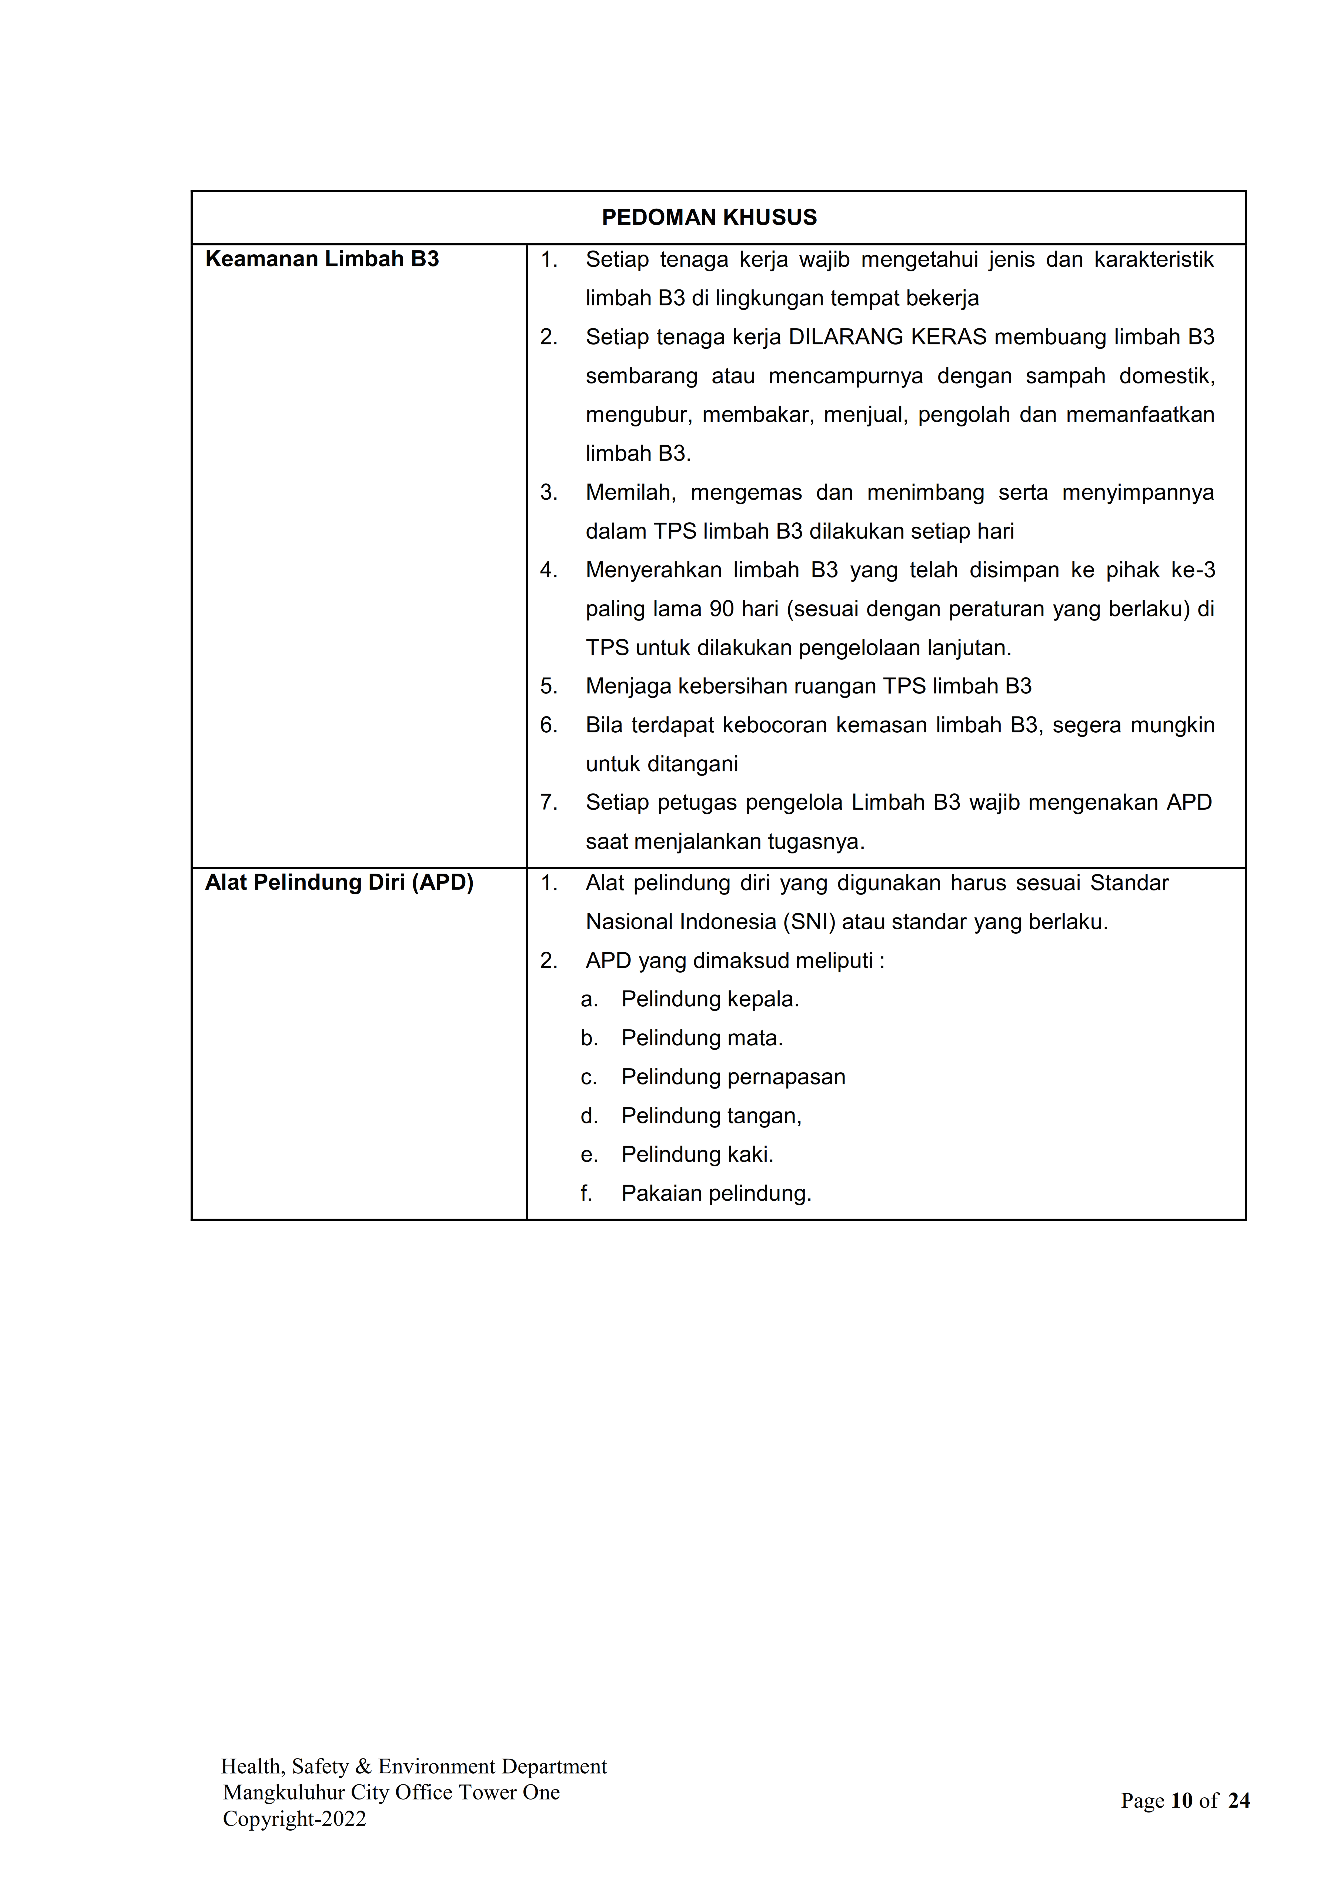 PEDOMAN KHUSUS
Keamanan Limbah B3
1. Setiap tenaga kerja wajib mengetahui jenis dan karakteristik
limbah B3 di lingkungan tempat bekerja
2. Setiap tenaga kerja DILARANG KERAS membuang limbah B3
sembarang atau mencampurnya dengan sampah domestik,
mengubur, membakar, menjual, pengolah dan memanfaatkan
limbah B3.
3. Memilah, mengemas dan menimbang serta menyimpannya
dalam TPS limbah B3 dilakukan setiap hari
4. Menyerahkan limbah B3 yang telah disimpan ke pihak ke-3
paling lama 90 hari (sesuai dengan peraturan yang berlaku) di
TPS untuk dilakukan pengelolaan lanjutan.
5. Menjaga kebersihan ruangan TPS limbah B3
6. Bila terdapat kebocoran kemasan limbah B3, segera mungkin
untuk ditangani
7. Setiap petugas pengelola Limbah B3 wajib mengenakan APD
saat menjalankan tugasnya.
Alat Pelindung Diri (APD)
1. Alat pelindung diri yang digunakan harus sesuai Standar
Nasional Indonesia (SNI) atau standar yang berlaku.
2. APD yang dimaksud meliputi :
a. Pelindung kepala.
b. Pelindung mata.
c. Pelindung pernapasan
d. Pelindung tangan,
e. Pelindung kaki.
f. Pakaian pelindung.
Health, Safety & Environment Department
Mangkuluhur City Office Tower One
Copyright-2022
Page 10 of 24